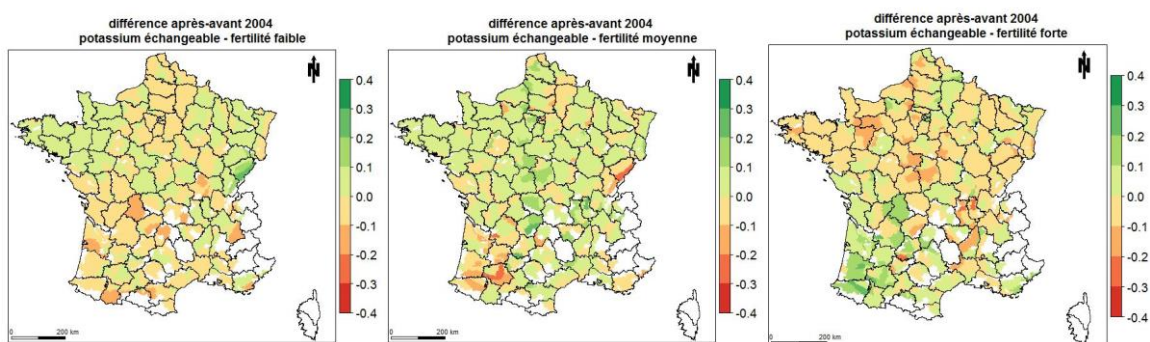 différence après-avant 2004
potassium échangeable - fertilité faible
N
0.4
0.3
0.2
0.1
0.0
-0.1
-0.2
-0.3
-0.4
0 200 km
différence après-avant 2004
potassium échangeable - fertilité moyenne
N
0.4
0.3
0.2
0.1
0.0
-0.1
-0.2
-0.3
-0.4
0 200 km
différence après-avant 2004
potassium échangeable - fertilité forte
N
0.4
0.3
0.2
0.1
0.0
-0.1
-0.2
-0.3
-0.4
0 200 km